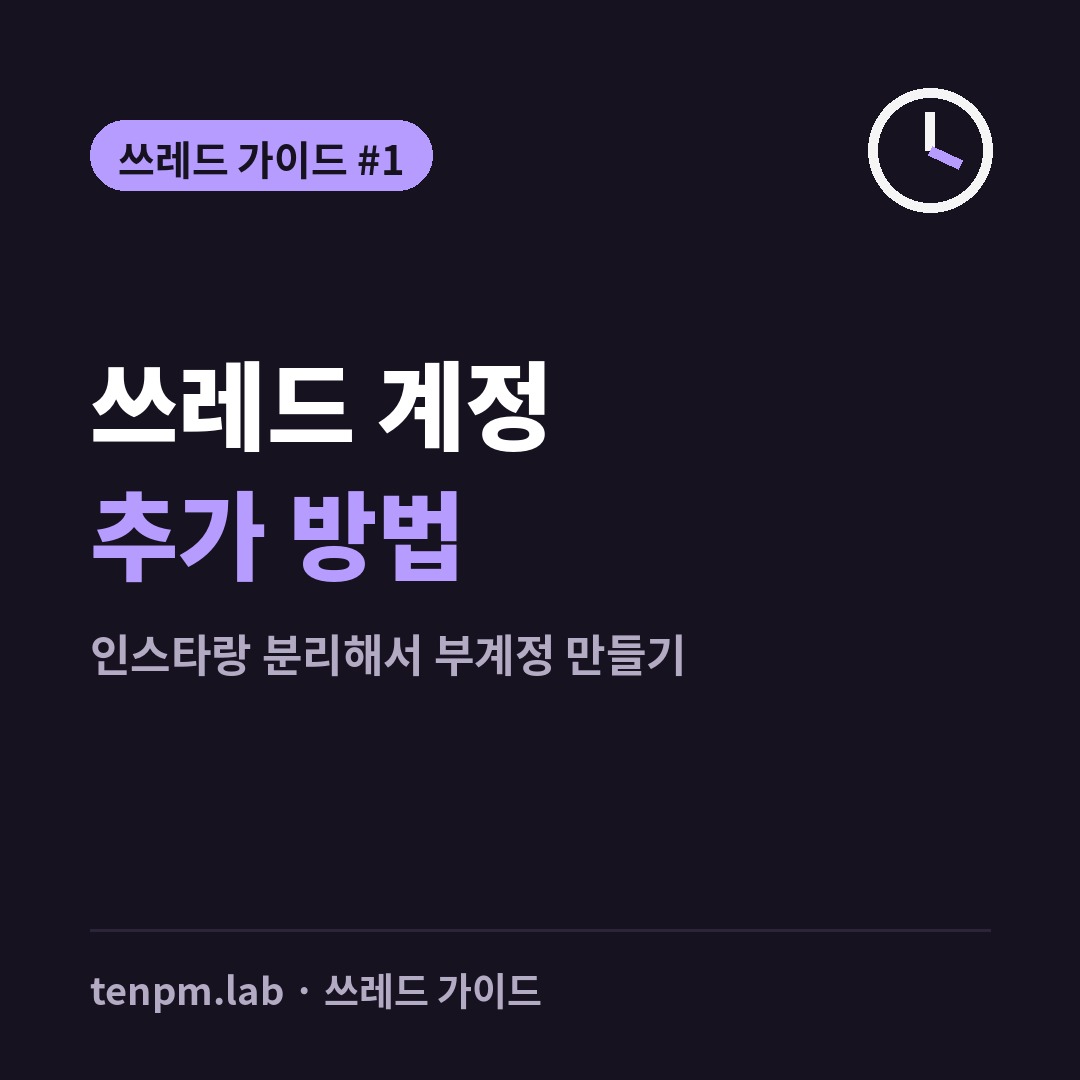 쓰레드 가이드 #1
쓰레드 계정
추가 방법
인스타랑 분리해서 부계정 만들기
tenpm.lab · 쓰레드 가이드